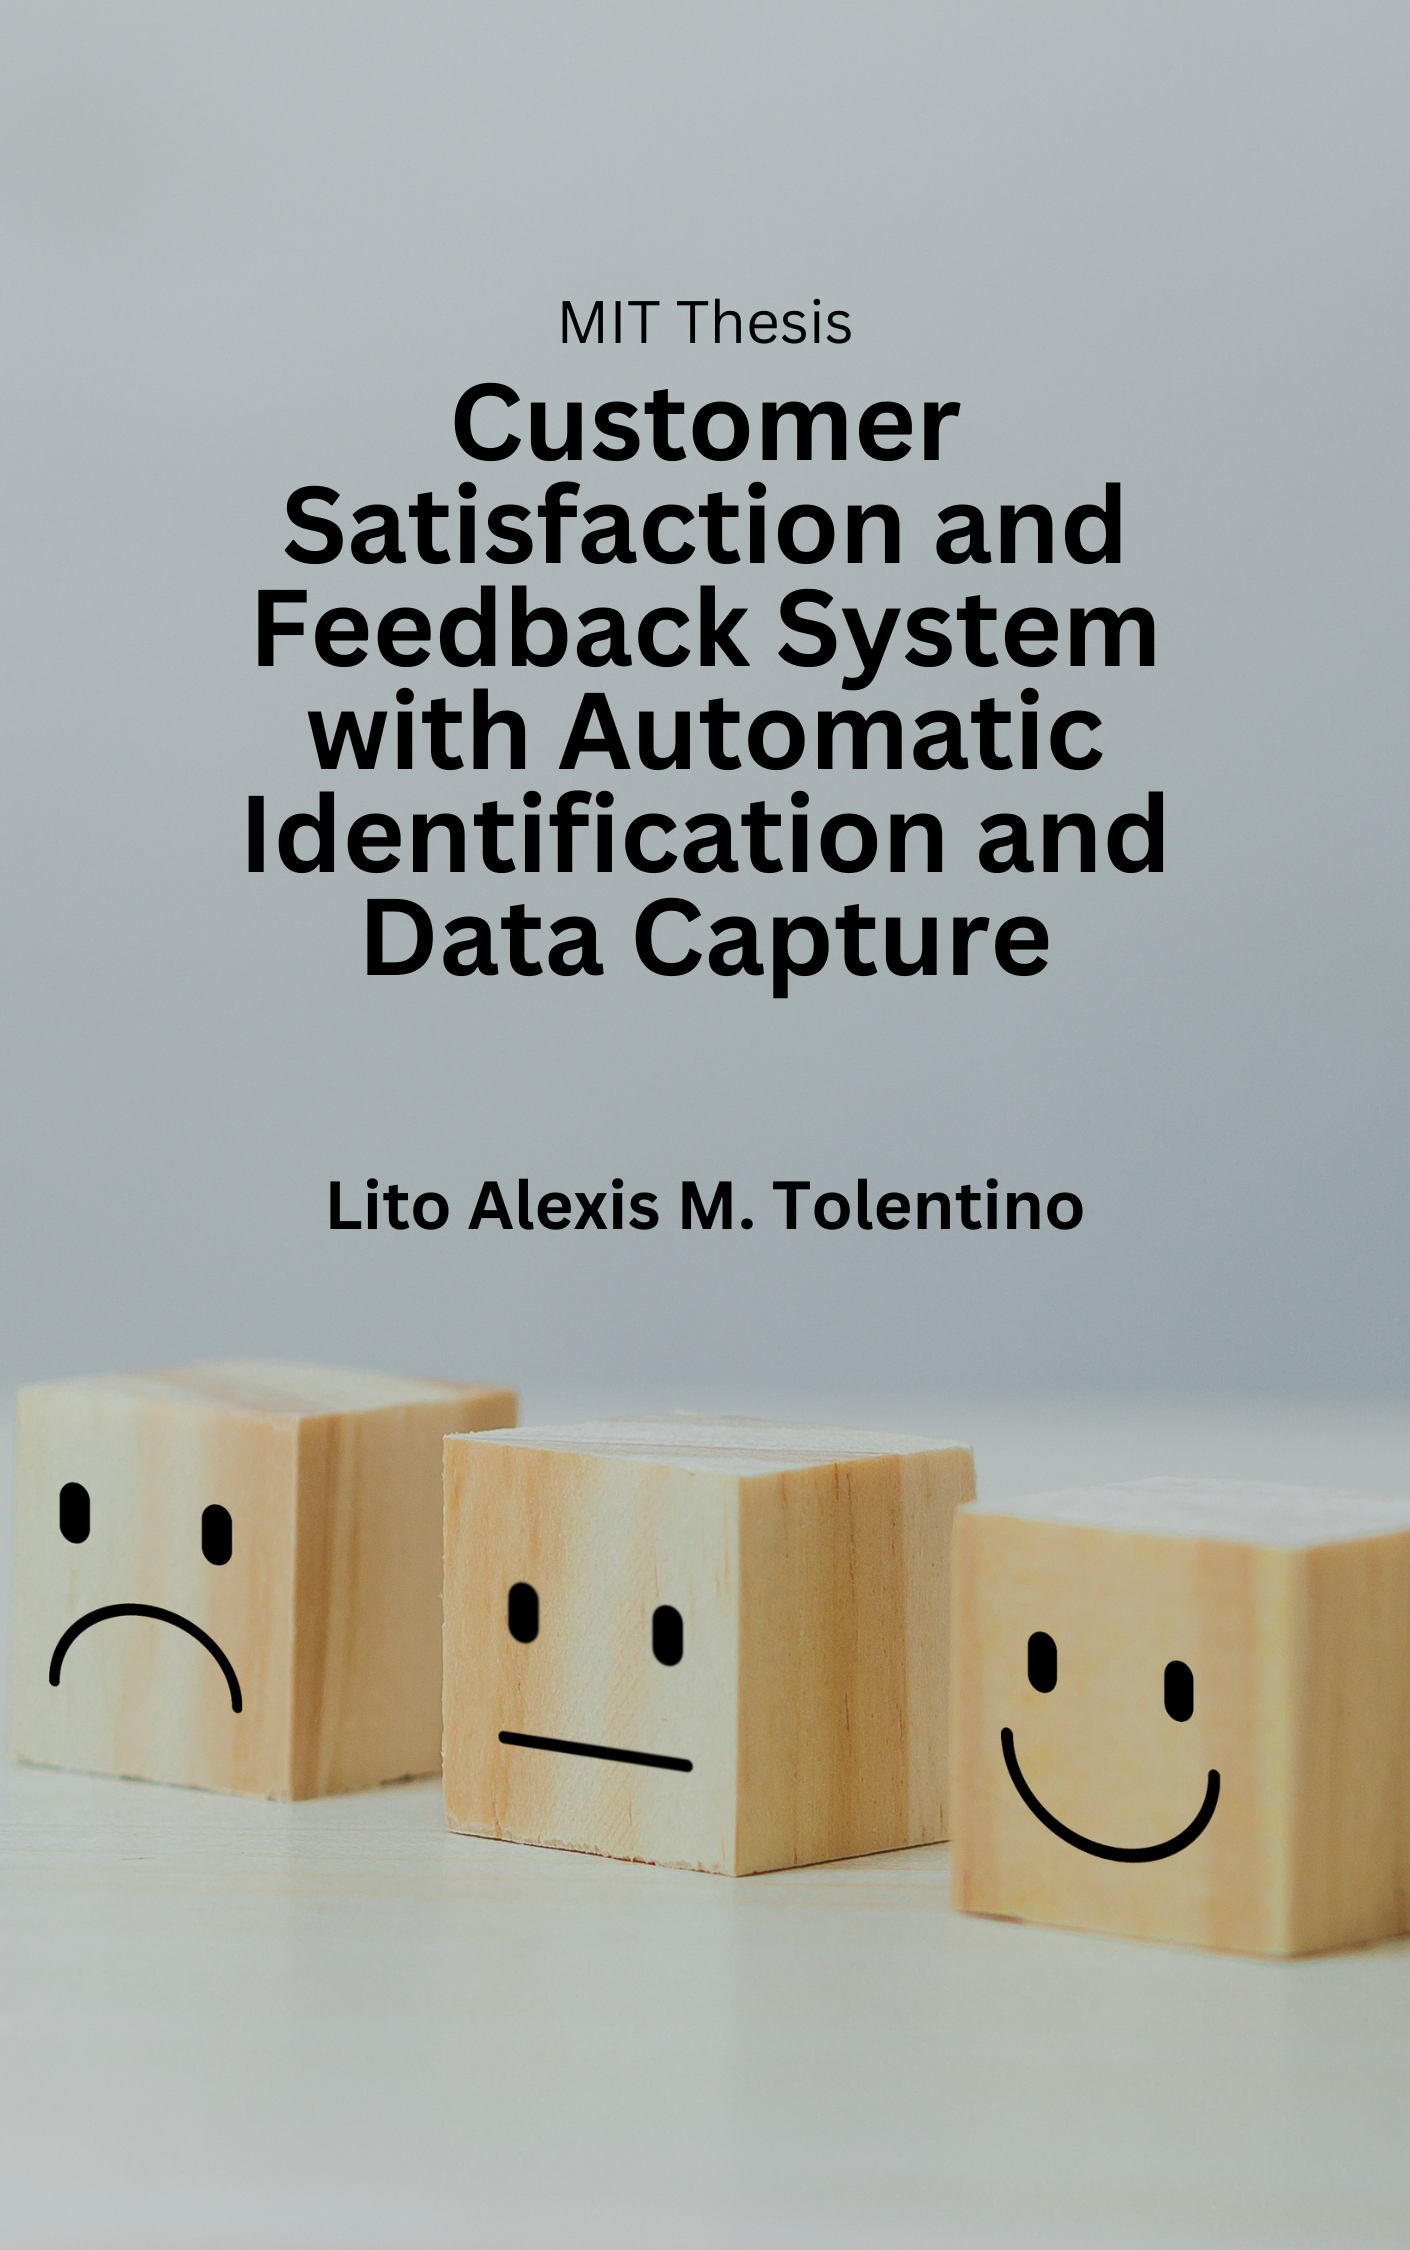 MIT Thesis
Customer
Satisfaction and
Feedback System
with Automatic
Identification and
Data Capture
Lito Alexis M. Tolentino